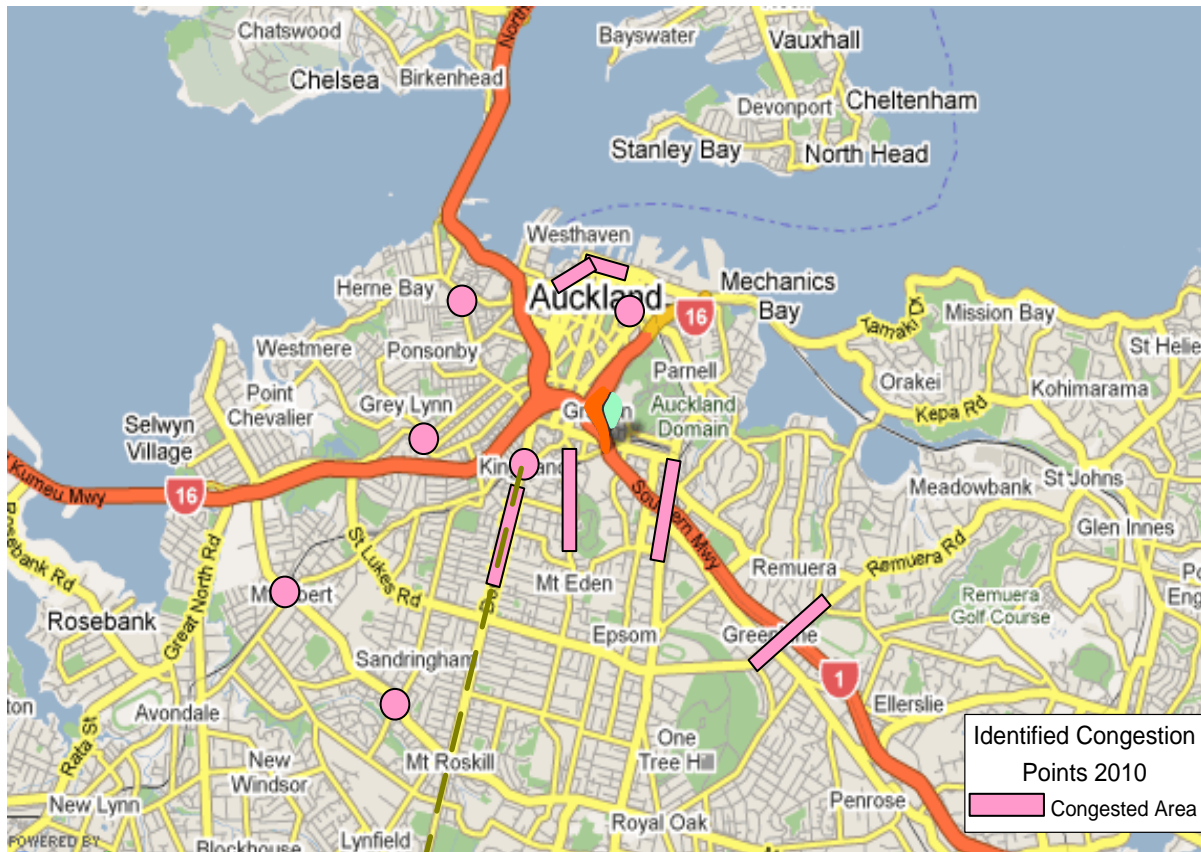 Chatswood
Chelsea
Birkenhead
North
Bayswater
Vauxhall
Devonport
Cheltenham
Stanley Bay
North Head
Westhaven
Herne Bay
Auckland
Mechanics
Bay
16
Tamaki Dr
Mission Bay
St Helie
Westmere
Ponsonby
Parnell
Orakei
Kohimarama
Point
Chevalier
Grey Lynn
Auckland
Domain
Kepa Rd
Selwyn
Village
Kumeu Mwy
16
St Johns
Meadowbank
Glen Innes
Rosebank Rd
St Lukes Rd
Southern Mwy
Great North Rd
Mt Eden
Remuera
Remuera Rd
Rosebank
Epsom
Remuera
Golf Course
Sandringham
1
Ellerslie
Avondale
Rata St
New
Windsor
Mt Roskill
One
Tree Hill
New Lynn
Penrose
Royal Oak
Lynfield
Blockhouse
POWERED BY
Identified Congestion
Points 2010
Congested Area